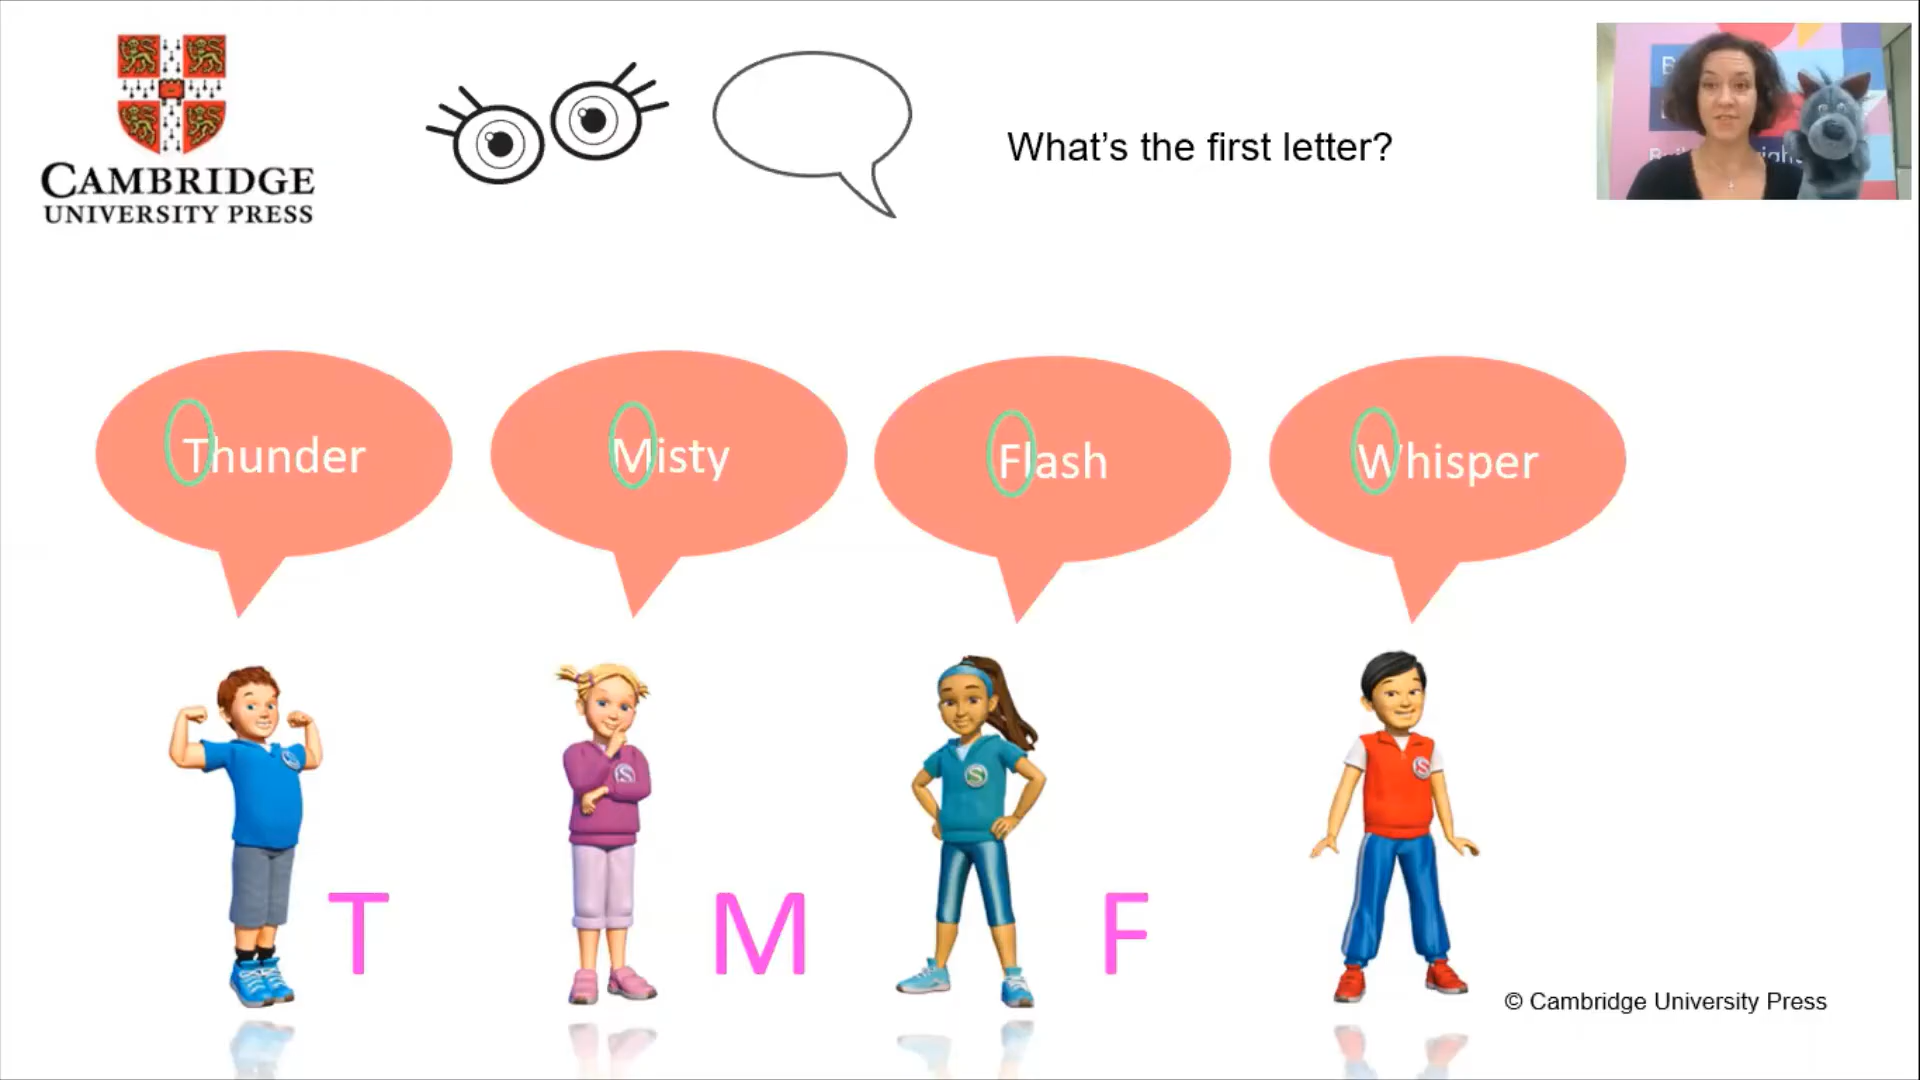 CAMBRIDGE
UNIVERSITY PRESS
What's the first letter?
Thunder
Misty
Flash
Whisper
T
M
F
© Cambridge University Press